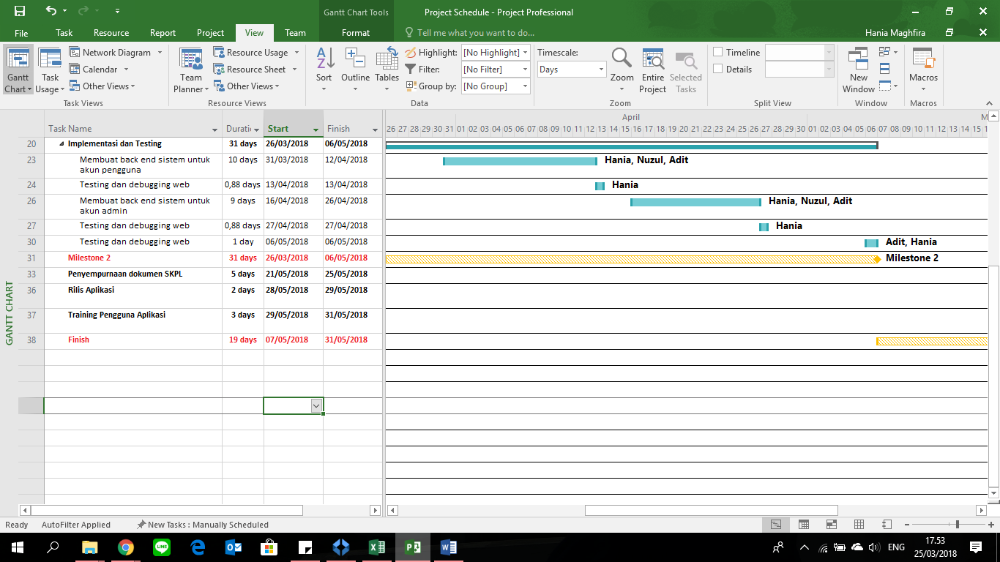 Gantt Chart Tools
Project Schedule - Project Professional
File Task Resource Report Project View Team Format Tell me what you want to do... Hania Maghfira
Gantt Chart
Task Usage
Network Diagram
Calendar
Other Views
Task Views
Team Planner
Resource Usage
Resource Sheet
Other Views
Resource Views
Sort
Outline
Tables
Highlight: [No Highlight]
Filter: [No Filter]
Group by: [No Group]
Data
Timescale:
Days
Zoom
Entire Project
Selected Tasks
Zoom
Timeline
Details
Split View
New Window
Window
Macros
Macros
April M
Task Name Durati Start Finish
26 27 28 29 30 31 01 02 03 04 05 06 07 08 09 10 11 12 13 14 15 16 17 18 19 20 21 22 23 24 25 26 27 28 29 30 01 02 03 04 05 06 07 08 09 10 11 12 13 14 15 1
20 Implementasi dan Testing 31 days 26/03/2018 06/05/2018
23 Membuat back end sistem untuk akun pengguna 10 days 31/03/2018 12/04/2018 Hania, Nuzul, Adit
24 Testing dan debugging web 0,88 days 13/04/2018 13/04/2018 Hania
26 Membuat back end sistem untuk akun admin 9 days 16/04/2018 26/04/2018 Hania, Nuzul, Adit
27 Testing dan debugging web 0,88 days 27/04/2018 27/04/2018 Hania
30 Testing dan debugging web 1 day 06/05/2018 06/05/2018 Adit, Hania
31 Milestone 2 31 days 26/03/2018 06/05/2018 Milestone 2
33 Penyempurnaan dokumen SKPL 5 days 21/05/2018 25/05/2018
36 Rilis Aplikasi 2 days 28/05/2018 29/05/2018
37 Training Pengguna Aplikasi 3 days 29/05/2018 31/05/2018
38 Finish 19 days 07/05/2018 31/05/2018
GANTT CHART
Ready AutoFilter Applied New Tasks : Manually Scheduled
LINE
ENG
17.53
25/03/2018